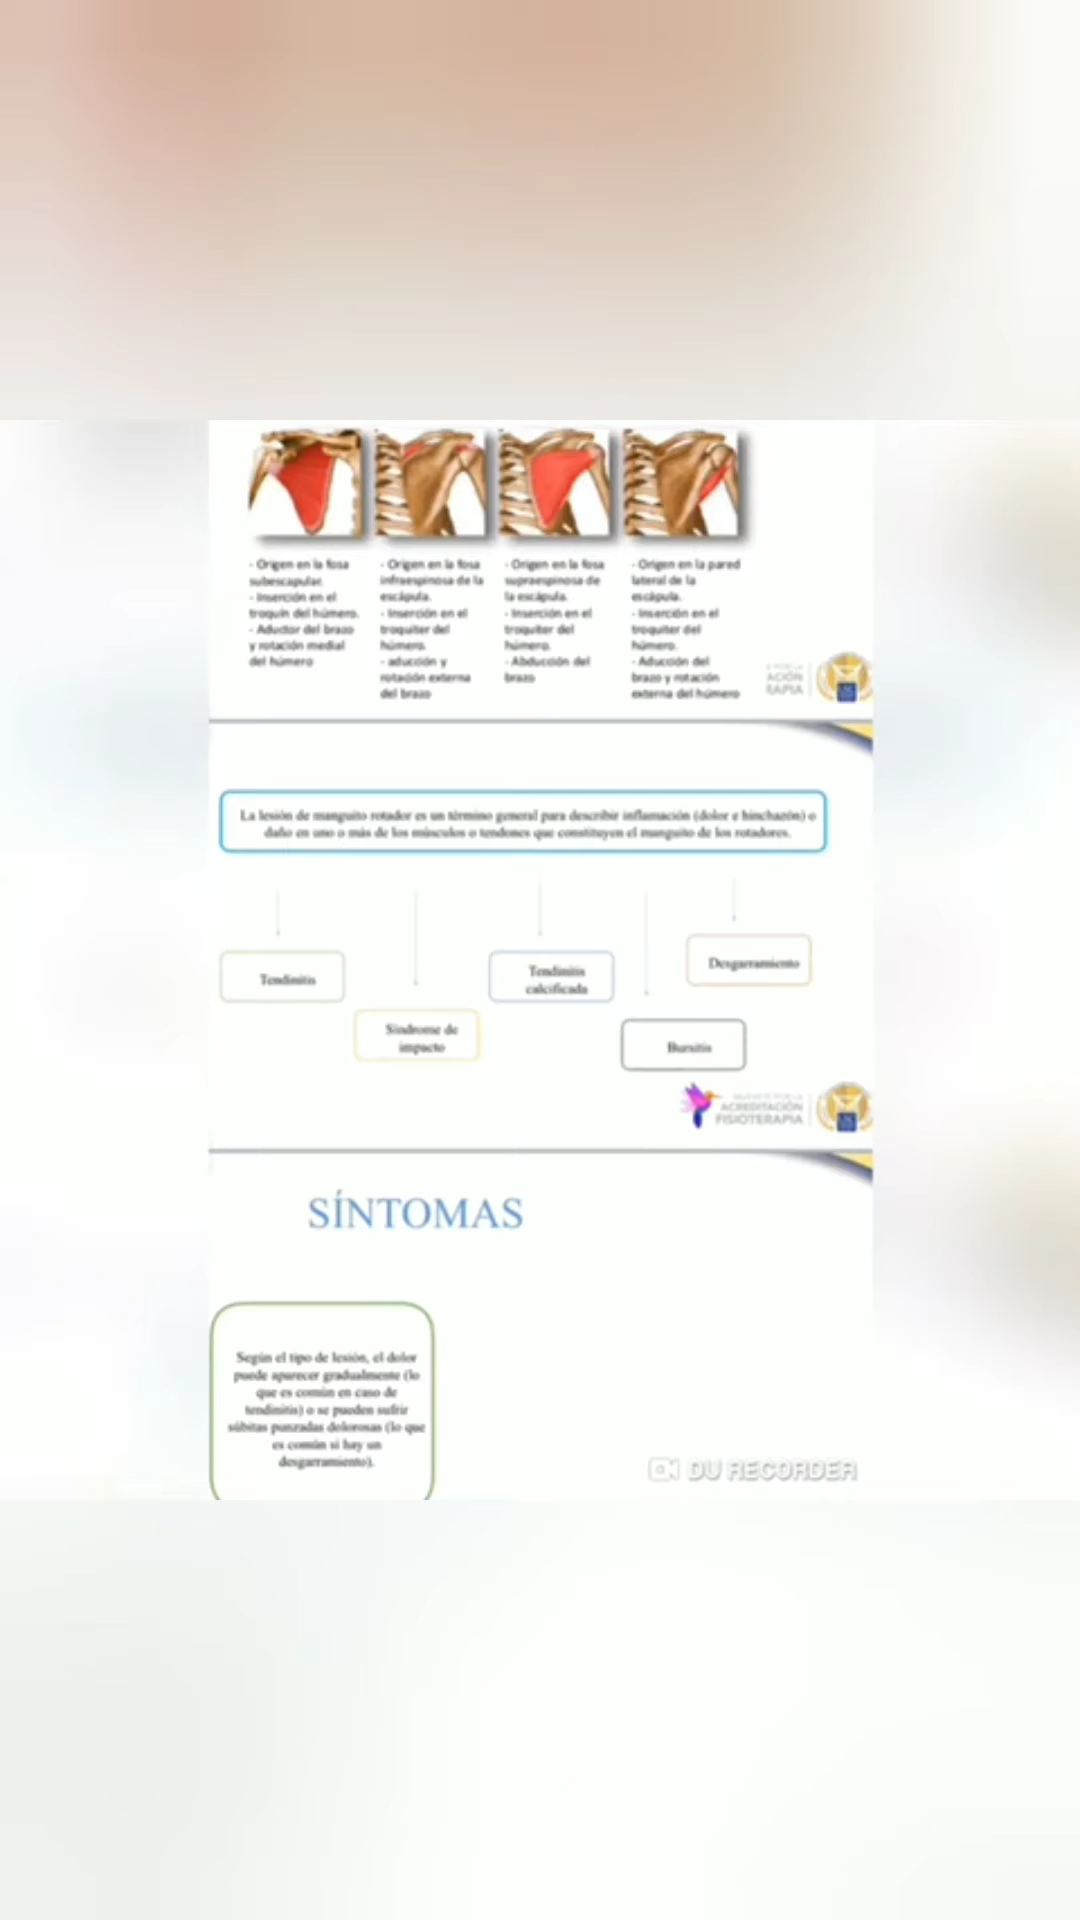 - Origen en la fosa
subescapular.
- Inserción en el
troquín del húmero.
- Aductor del brazo
y rotación medial
del húmero
- Origen en la fosa
infraespinosa de la
escápula.
- Inserción en el
troquiter del
húmero.
- aducción y
rotación externa
del brazo
- Origen en la fosa
supraespinosa de
la escápula.
- Inserción en el
troquiter del
húmero.
- Abducción del
brazo
- Origen en la pared
lateral de la
escápula.
- Inserción en el
troquiter del
húmero.
- Aducción del
brazo y rotación
externa del húmero
E POR LA
ACIÓN
RAPIA
La lesión de manguito rotador es un término general para describir inflamación (dolor e hinchazón) o
daño en uno o más de los músculos o tendones que constituyen el manguito de los rotadores.
Tendinitis
Síndrome de
impacto
Tendinitis
calcificada
Bursitis
Desgarramiento
POR LA
ACREDITACIÓN
FISIOTERAPIA
SÍNTOMAS
Según el tipo de lesión, el dolor
puede aparecer gradualmente (lo
que es común en caso de
tendinitis) o se pueden sufrir
súbitas punzadas dolorosas (lo que
es común si hay un
desgarramiento).
DU RECORDER